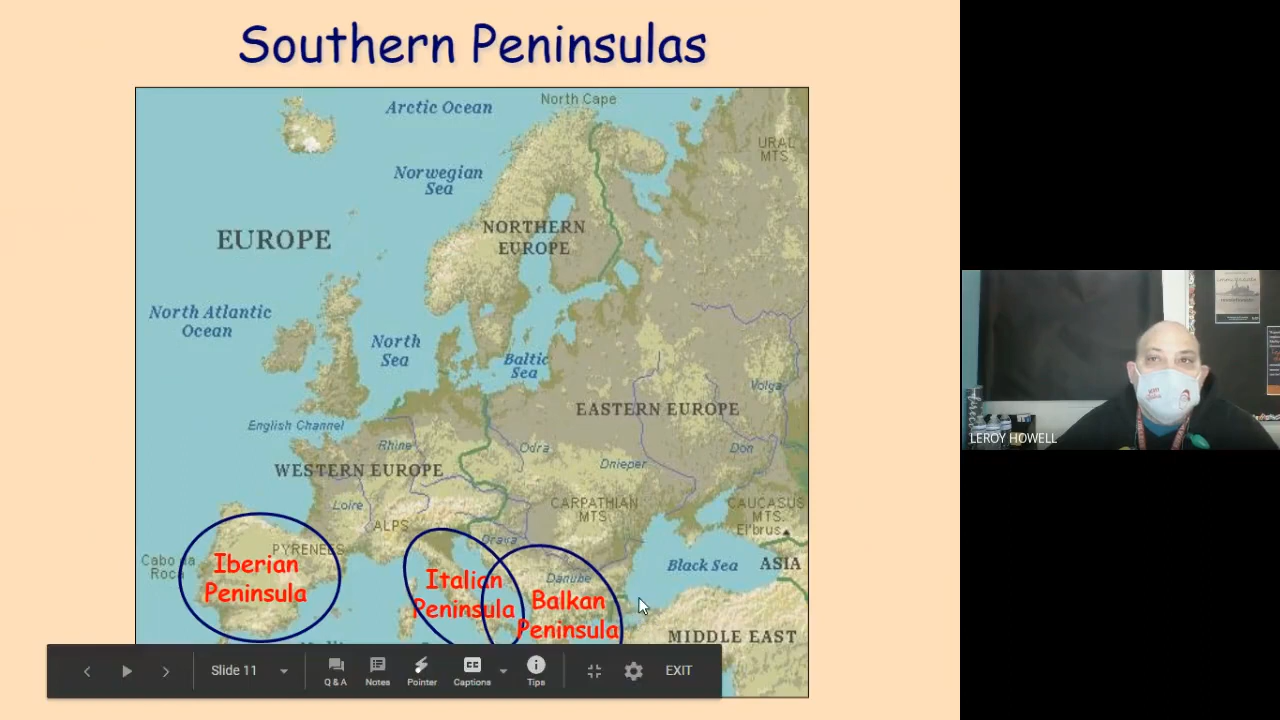 Southern Peninsulas
Arctic Ocean
North Cape
URAL
MTS.
Norwegian
Sea
NORTHERN
EUROPE
EUROPE
North Atlantic
Ocean
North
Sea
Baltic
Sea
Volga
EASTERN EUROPE
English Channel
Rhine
Odra
Don
Dnieper
WESTERN EUROPE
Loire
CARPATHIAN
MTS.
CAUCASUS
MTS.
El'brus
ALPS
Drava
PYRENEES
Cabo da
Roca
Iberian
Peninsula
Italian
Peninsula
Danube
Balkan
Peninsula
Black Sea
ASIA
MIDDLE EAST
Slide 11
Q & A
Notes
Pointer
CC
Captions
Tips
EXIT
LEROY HOWELL